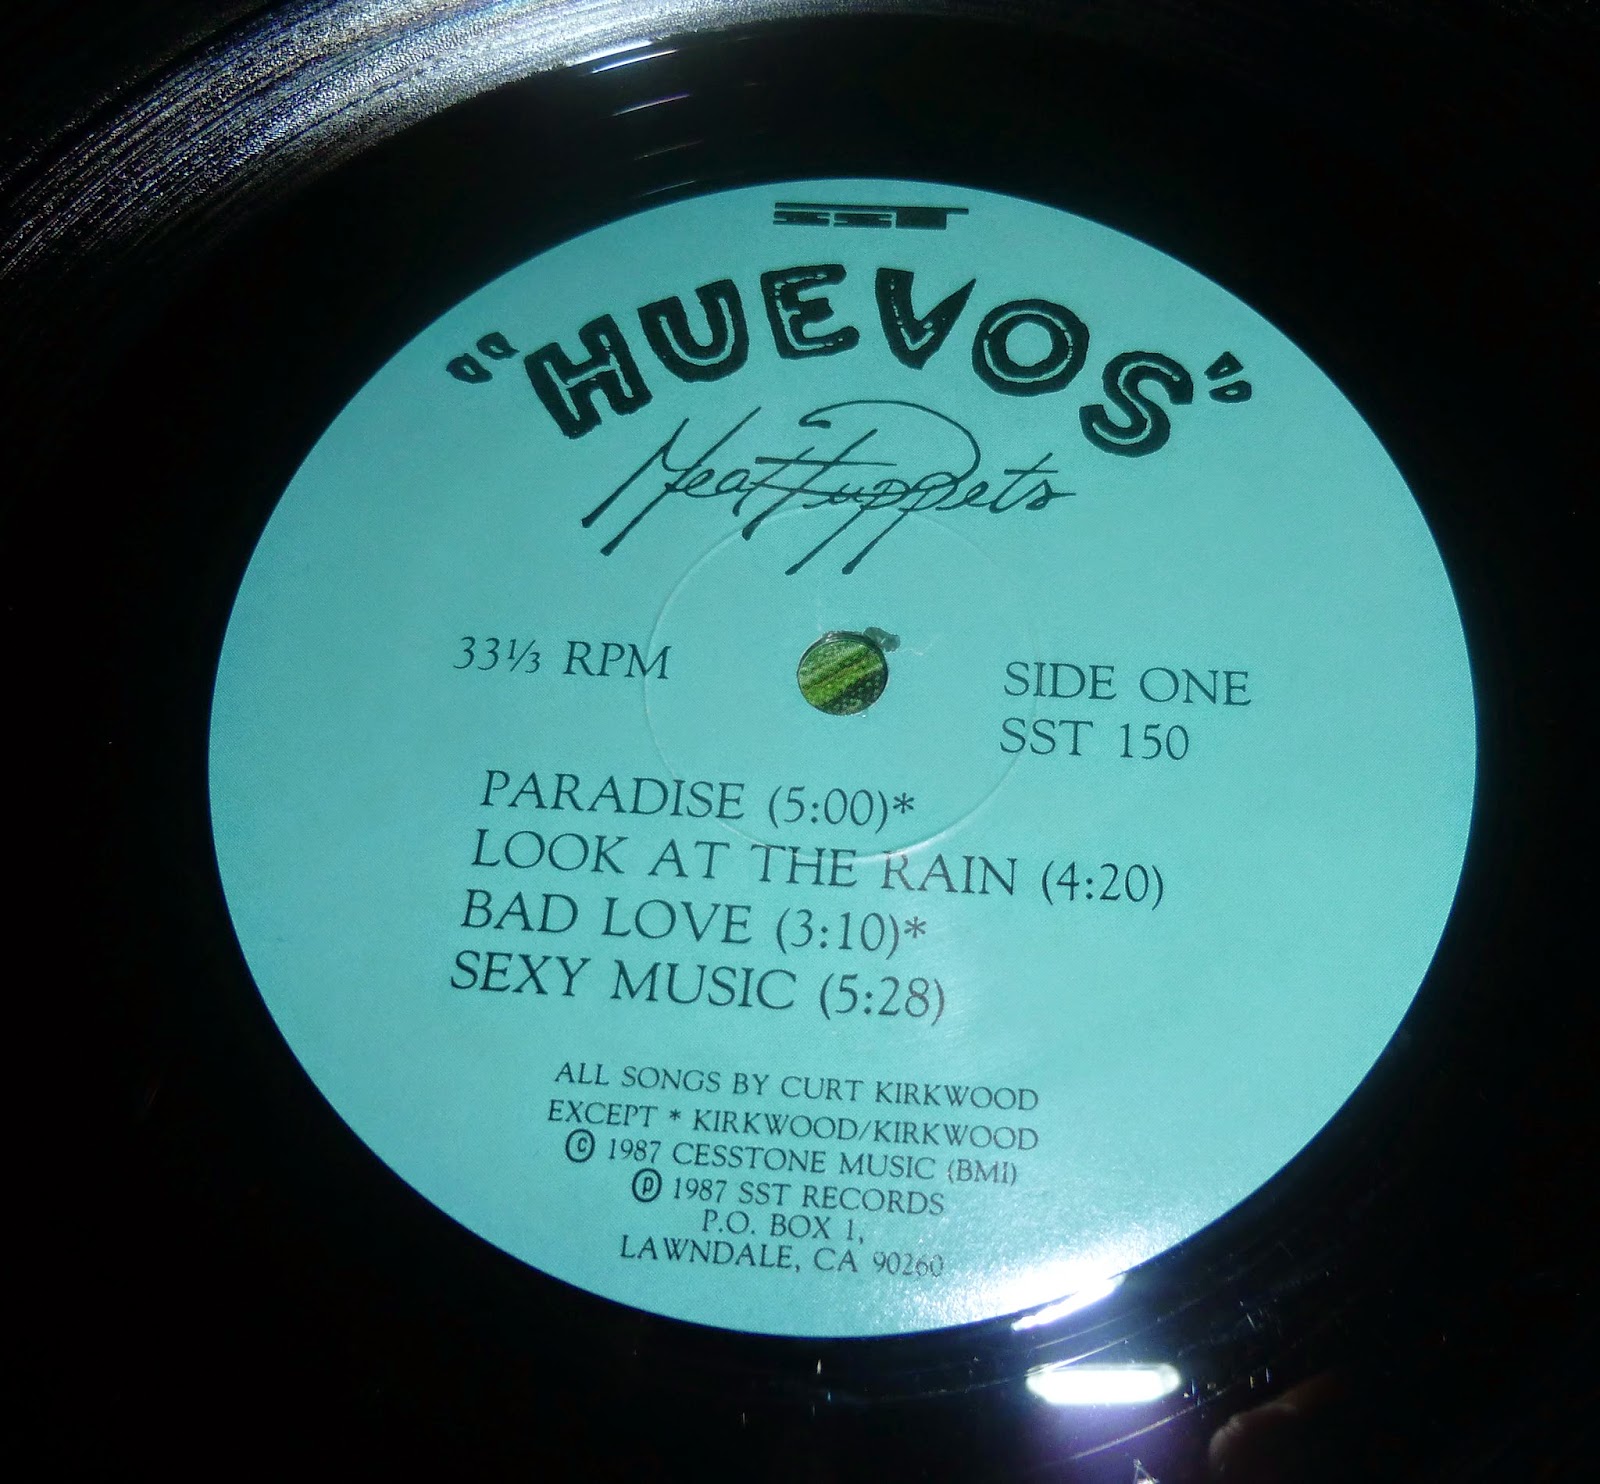 SST
"HUEVOS"
Meat Puppets
33⅓ RPM
SIDE ONE
SST 150
PARADISE (5:00)*
LOOK AT THE RAIN (4:20)
BAD LOVE (3:10)*
SEXY MUSIC (5:28)
ALL SONGS BY CURT KIRKWOOD
EXCEPT * KIRKWOOD/KIRKWOOD
© 1987 CESSTONE MUSIC (BMI)
℗ 1987 SST RECORDS
P.O. BOX 1,
LAWNDALE, CA 90260